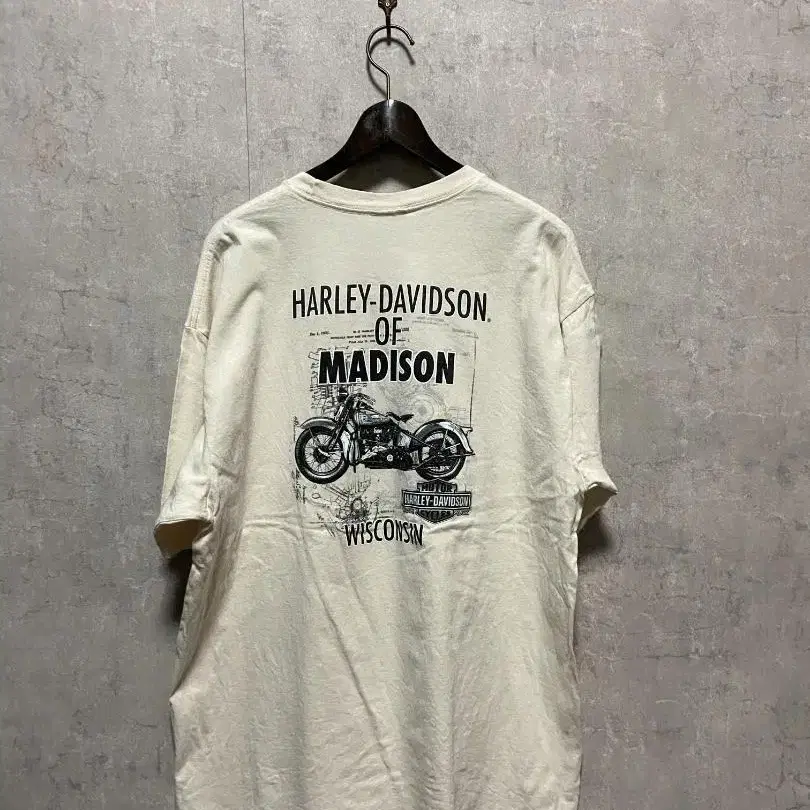 HARLEY-DAVIDSON®
OF
MADISON
MOTOR
HARLEY-DAVIDSON
CYCLES
WISCONSIN